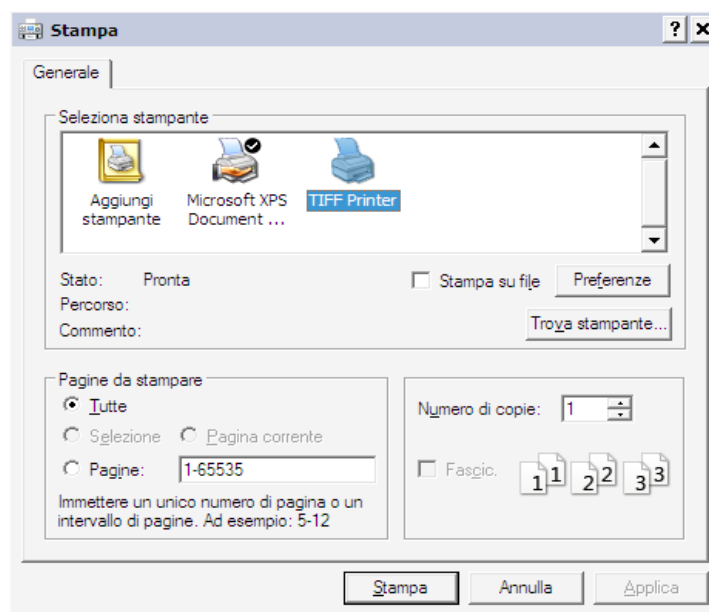 Stampa
Generale
Seleziona stampante
Aggiungi stampante
Microsoft XPS Document ...
TIFF Printer
Stato: Pronta
Stampa su file
Preferenze
Percorso:
Commento:
Trova stampante...
Pagine da stampare
Tutte
Selezione
Pagina corrente
Pagine: 1-65535
Immettere un unico numero di pagina o un
intervallo di pagine. Ad esempio: 5-12
Numero di copie: 1
Fascic.
1 1 2 2 3 3
Stampa
Annulla
Applica